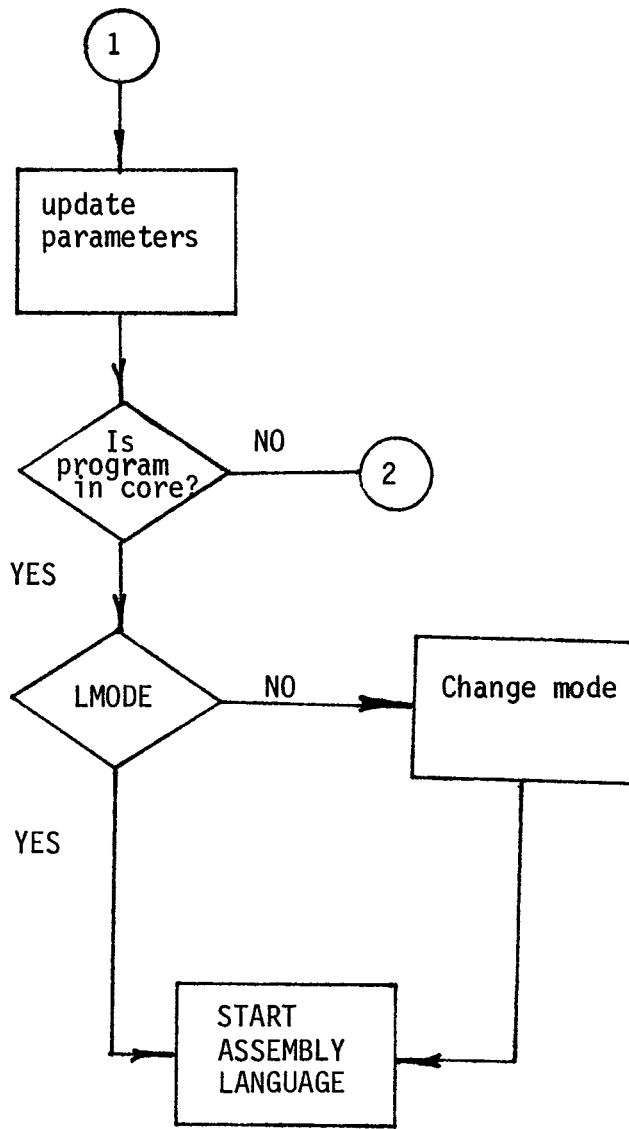 1
update
parameters
Is
program
in core?
NO
2
YES
LMODE
NO
Change mode
YES
START
ASSEMBLY
LANGUAGE